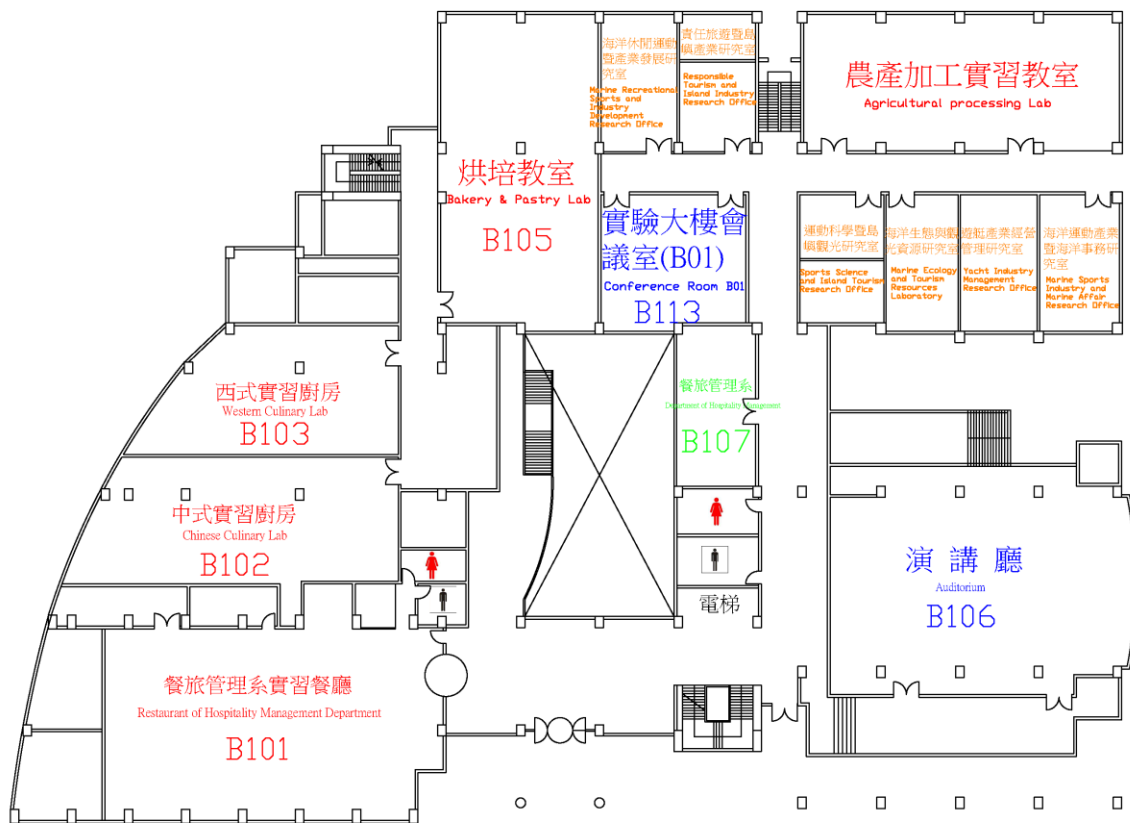 海洋休閒運動
暨產業發展研
究室
Marine Recreational
Sports and
Industry
Development
Research Office
責任旅遊暨島
嶼產業研究室
Responsible
Tourism and
Island Industry
Research Office
農產加工實習教室
Agricultural processing Lab
烘培教室
Bakery & Pastry Lab
B105
實驗大樓會
議室(B01)
Conference Room B01
B113
運動科學暨島
嶼觀光研究室
Sports Science
and Island Tourism
Research Office
海洋生態與觀
光資源研究室
Marine Ecology
and Tourism
Resources
Laboratory
遊艇產業經營
管理研究室
Yacht Industry
Management
Research Office
海洋運動產業
暨海洋事務研
究室
Marine Sports
Industry and
Marine Affair
Research Office
西式實習廚房
Western Culinary Lab
B103
餐旅管理系
Department of Hospitality Management
B107
中式實習廚房
Chinese Culinary Lab
B102
電梯
演講廳
Auditorium
B106
餐旅管理系實習餐廳
Restaurant of Hospitality Management Department
B101